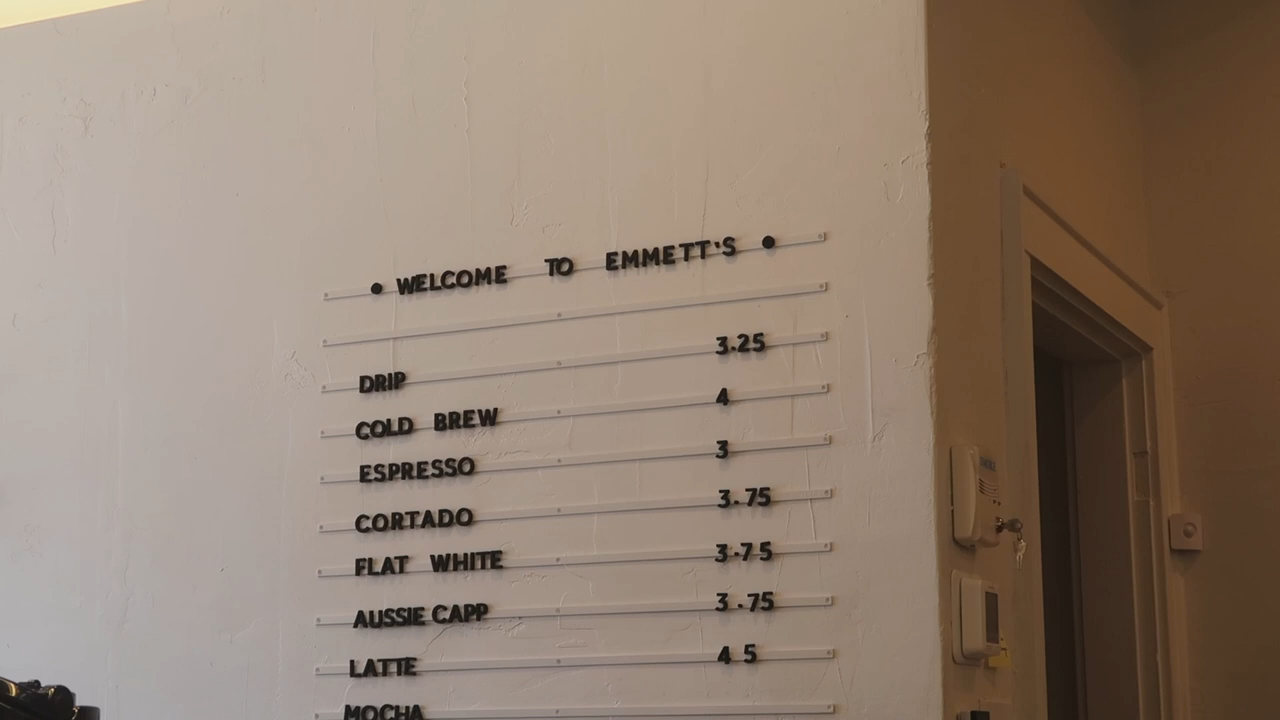 • WELCOME TO EMMETT'S •
DRIP 3.25
COLD BREW 4
ESPRESSO 3
CORTADO 3.75
FLAT WHITE 3.75
AUSSIE CAPP 3.75
LATTE 4 5
MOCHA